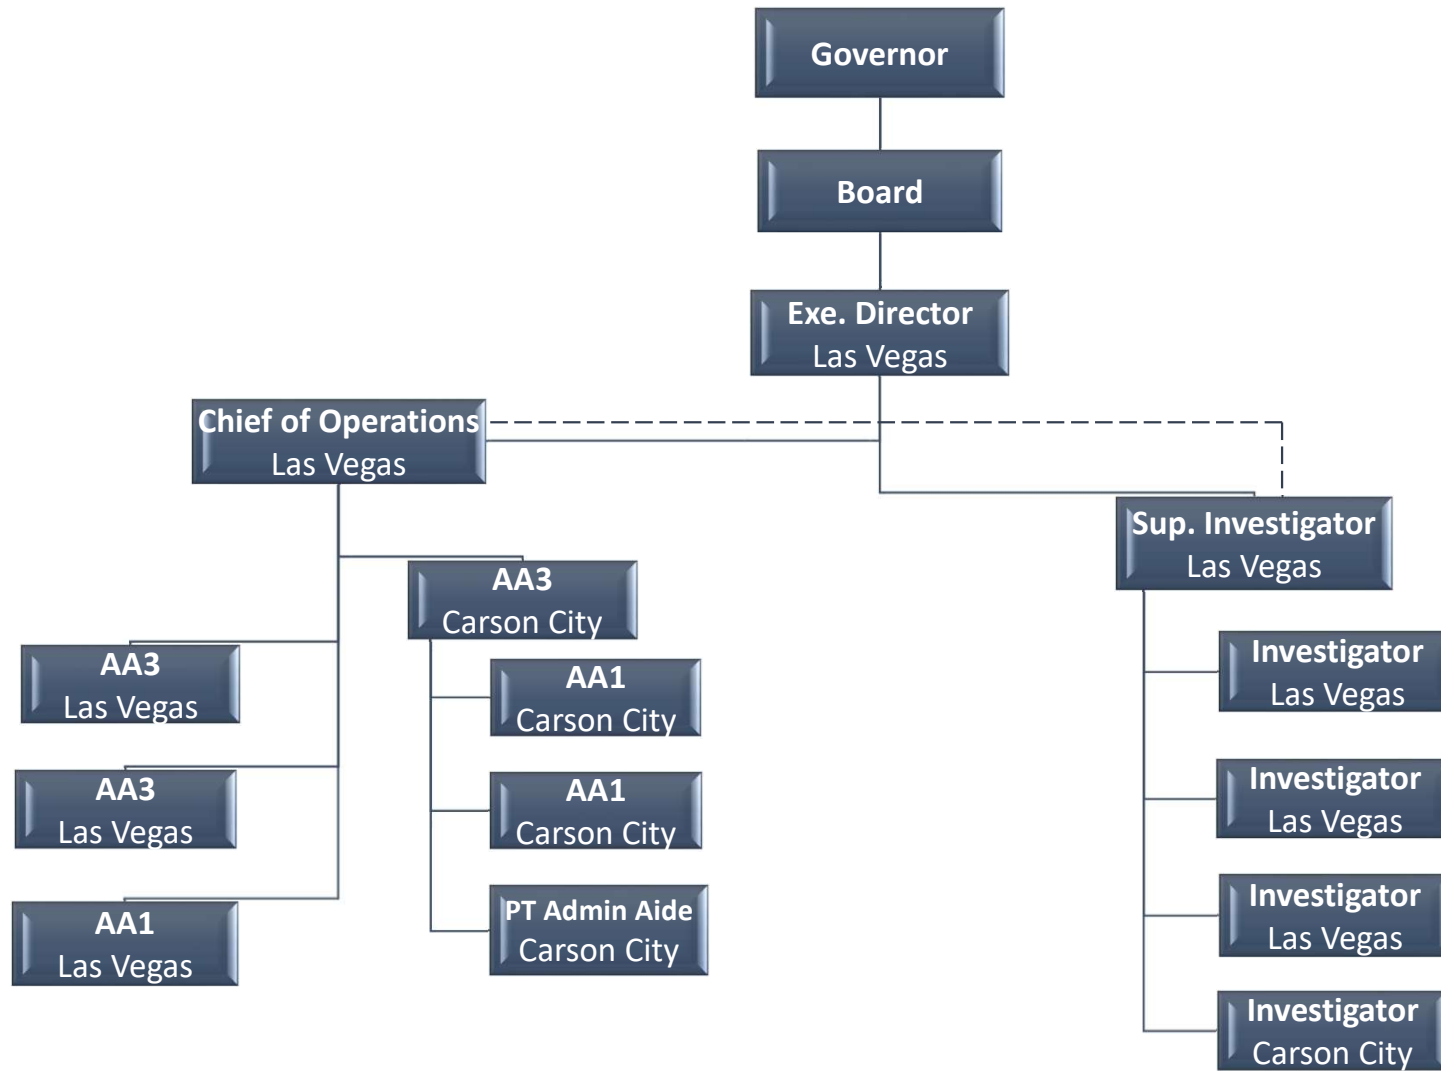 Governor
Board
Exe. Director
Las Vegas
Chief of Operations
Las Vegas
Sup. Investigator
Las Vegas
AA3
Carson City
AA3
Las Vegas
AA1
Carson City
AA3
Las Vegas
AA1
Carson City
AA1
Las Vegas
PT Admin Aide
Carson City
Investigator
Las Vegas
Investigator
Las Vegas
Investigator
Las Vegas
Investigator
Carson City